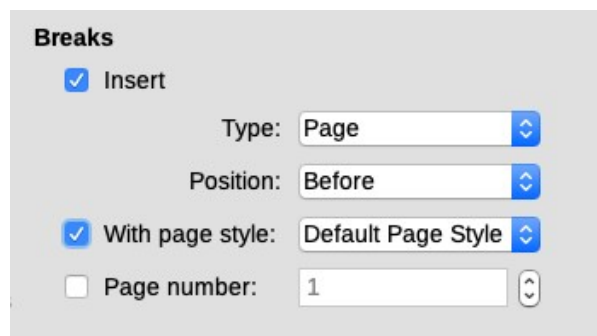 Breaks
Insert
Type: Page
Position: Before
With page style: Default Page Style
Page number: 1